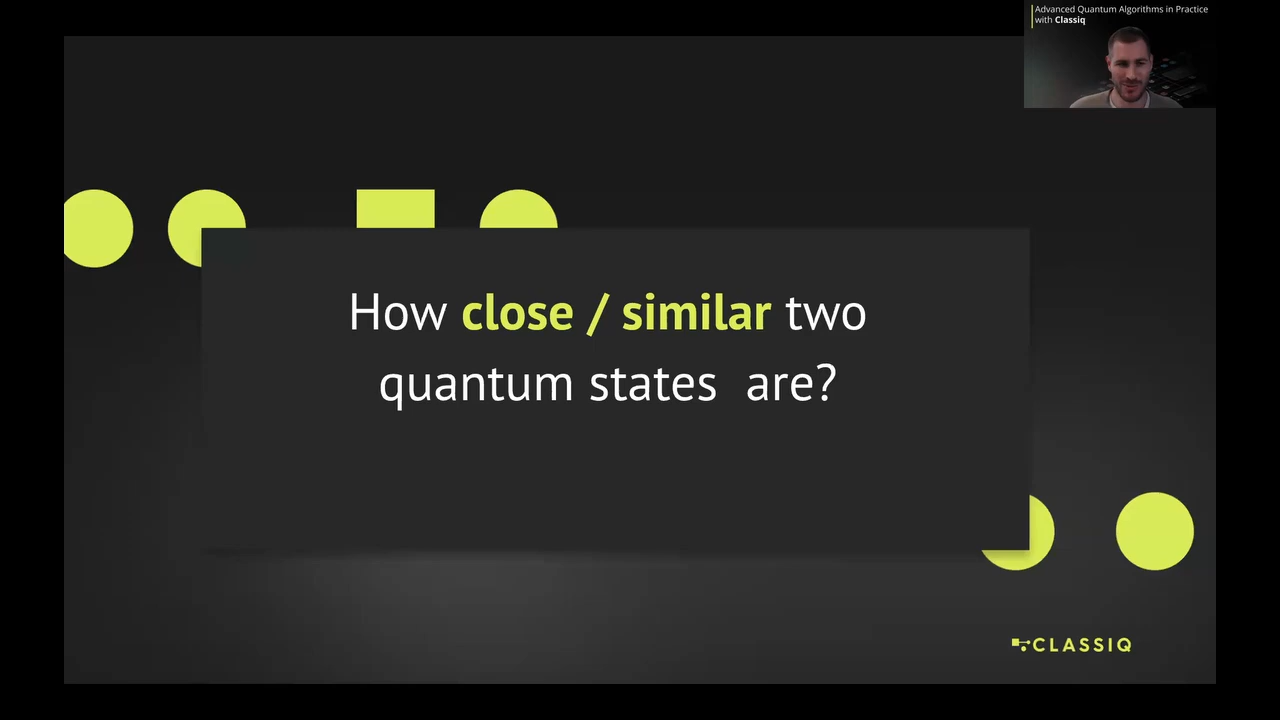 Advanced Quantum Algorithms in Practice
with Classiq
How close / similar two
quantum states are?
CLASSIQ